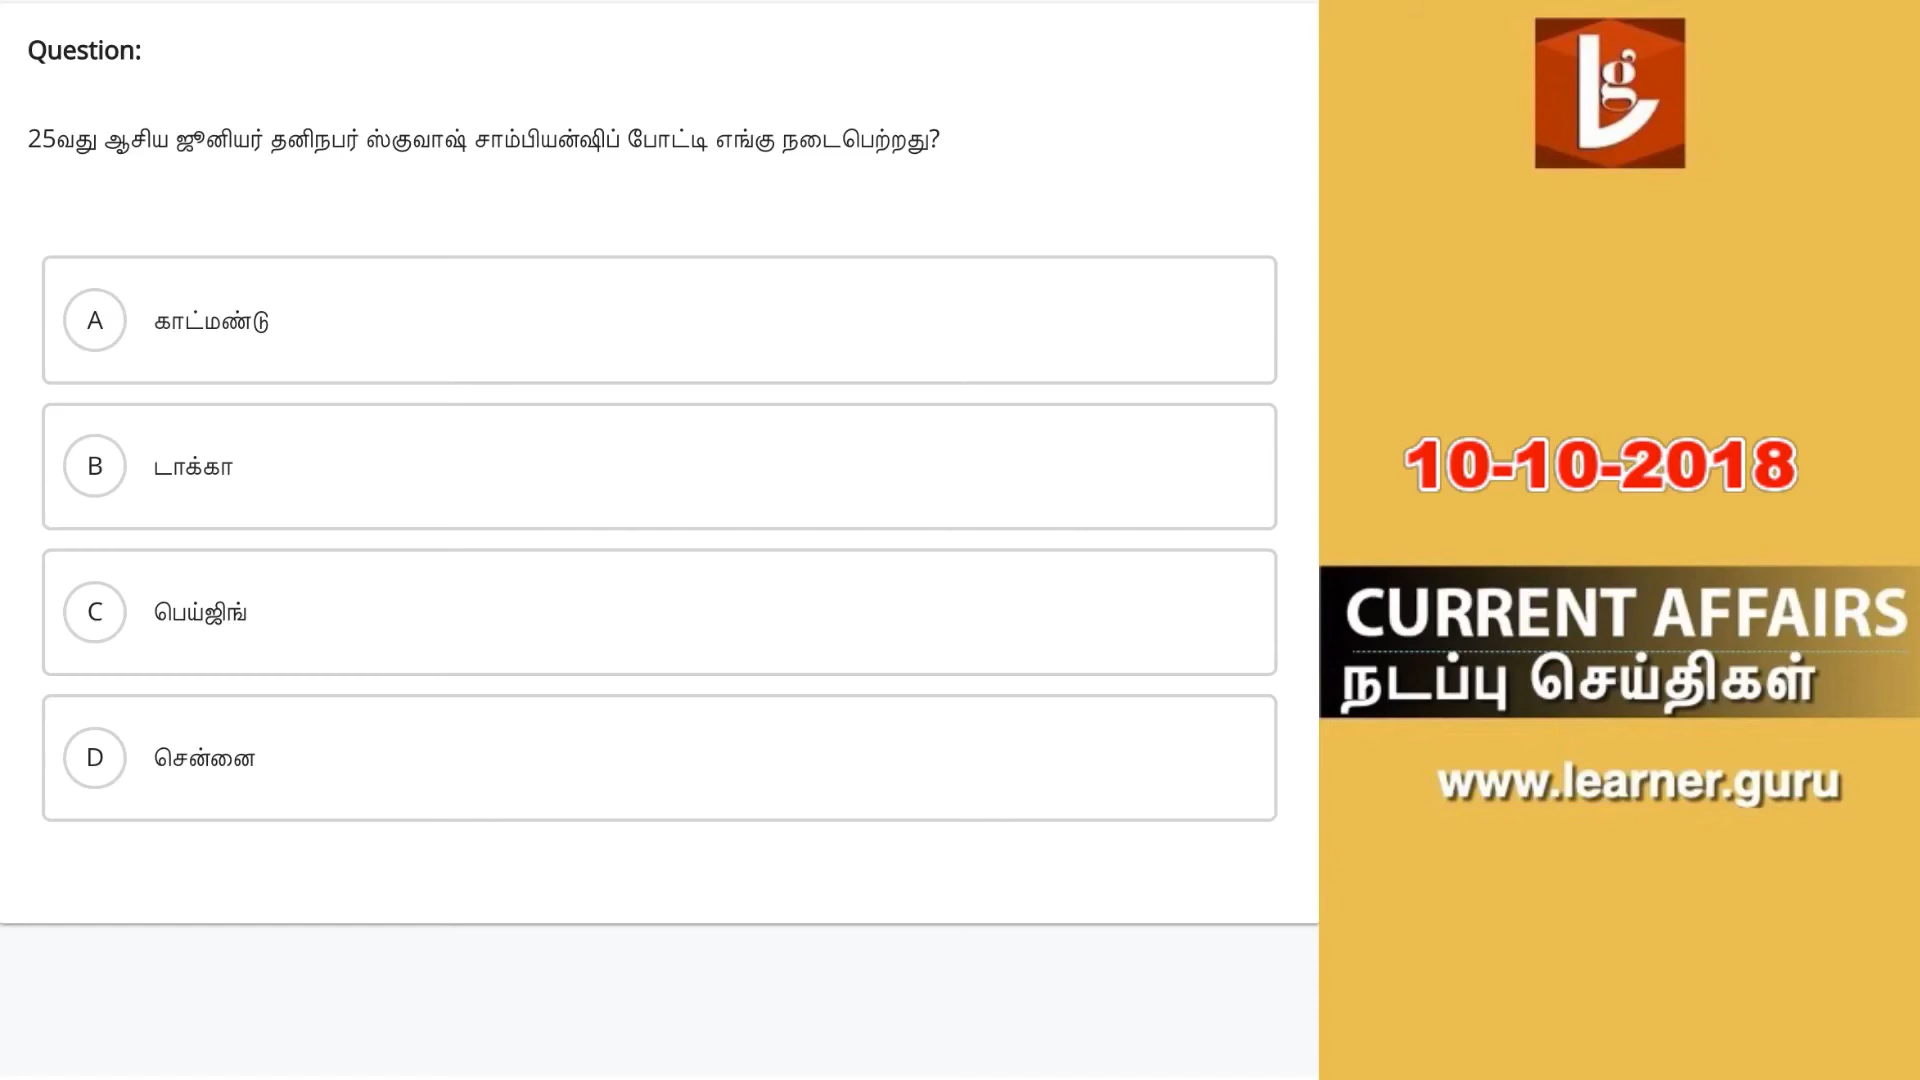 Question:
25வது ஆசிய ஜூனியர் தனிநபர் ஸ்குவாஷ் சாம்பியன்ஷிப் போட்டி எங்கு நடைபெற்றது?
A காட்மண்டு
B டாக்கா
C பெய்ஜிங்
D சென்னை
Lg
10-10-2018
CURRENT AFFAIRS
நடப்பு செய்திகள்
www.learner.guru